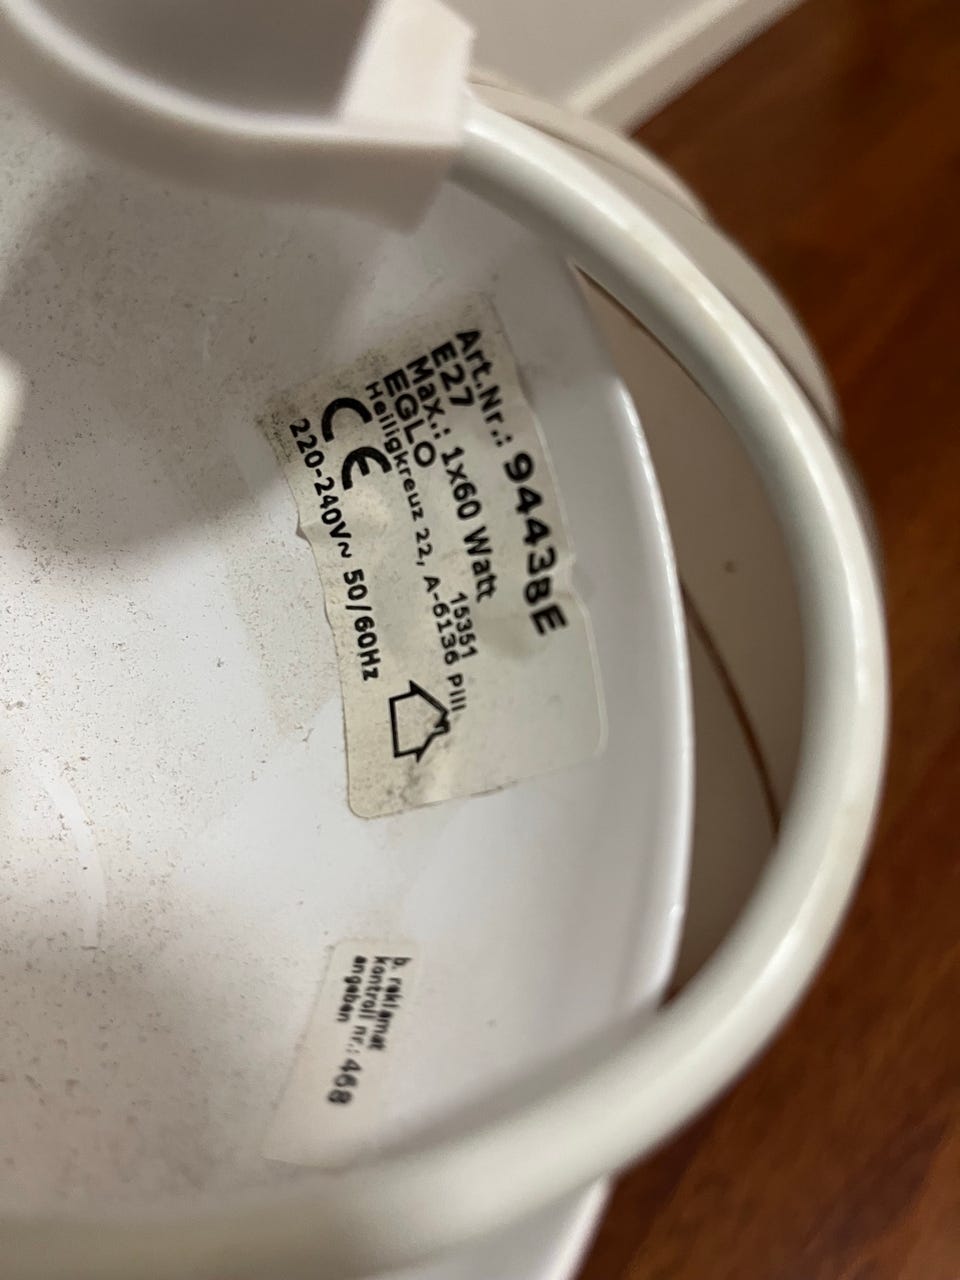 Art.Nr.: 94438E
E27
Max.: 1x60 Watt
15351
EGLO
Heiligkreuz 22, A-6136 Pill
CE
220-240V~ 50/60Hz
b. reklamat
kontroll nr.: 468
angeben